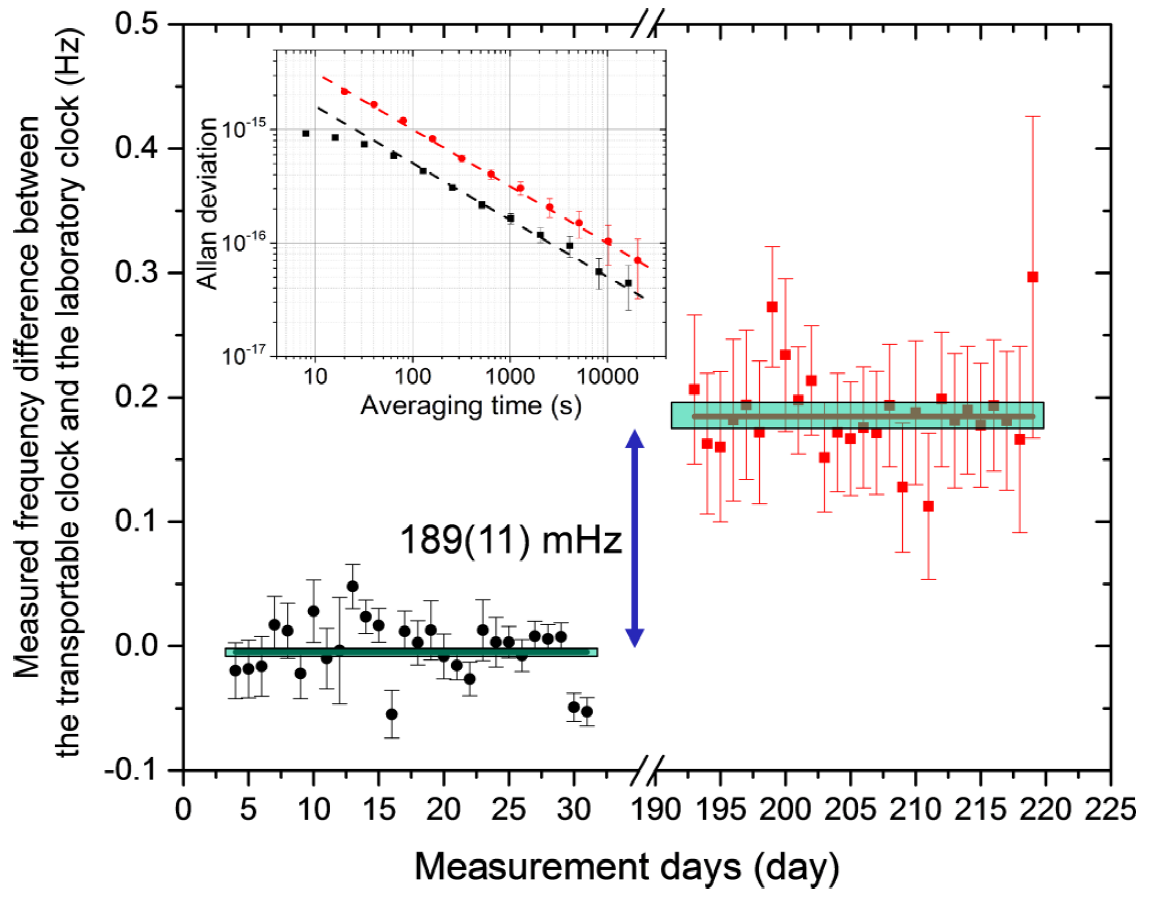 Measured frequency difference between
the transportable clock and the laboratory clock (Hz)
0.5
0.4
0.3
0.2
0.1
0.0
-0.1
Allan deviation
10-15
10-16
10-17
10 100 1000 10000
Averaging time (s)
189(11) mHz
0 5 10 15 20 25 30 190 195 200 205 210 215 220 225
Measurement days (day)